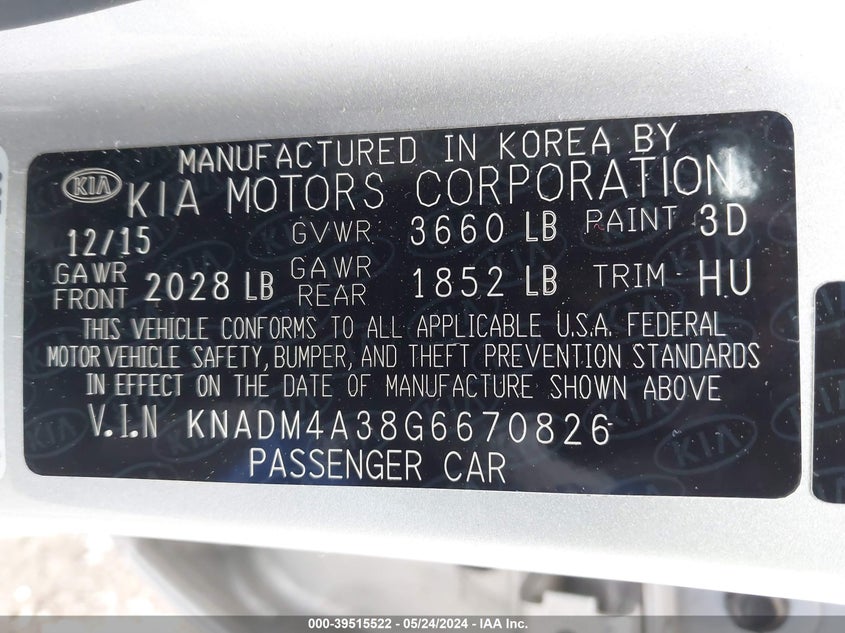 MANUFACTURED IN KOREA BY
KIA KIA MOTORS CORPORATION
12/15 GVWR 3660 LB PAINT 3D
GAWR FRONT 2028 LB GAWR REAR 1852 LB TRIM HU
THIS VEHICLE CONFORMS TO ALL APPLICABLE U.S.A. FEDERAL
MOTOR VEHICLE SAFETY, BUMPER, AND THEFT PREVENTION STANDARDS
IN EFFECT ON THE DATE OF MANUFACTURE SHOWN ABOVE
V.I.N KNADM4A38G6670826
PASSENGER CAR
000-39515522 - 05/24/2024 - IAA Inc.